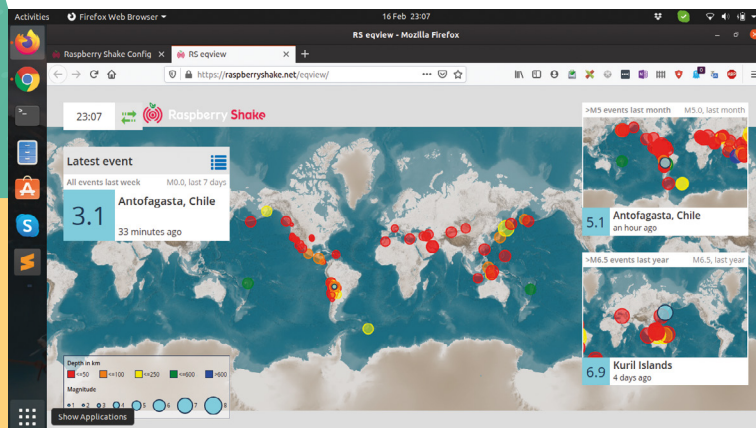 Activities
Firefox Web Browser
16 Feb 23:07
RS eqview - Mozilla Firefox
Raspberry Shake Config
RS eqview
https://raspberryshake.net/eqview/
23:07
Raspberry Shake
Latest event
All events last week M0.0, last 7 days
3.1
Antofagasta, Chile
33 minutes ago
>M5 events last month M5.0, last month
5.1
Antofagasta, Chile
an hour ago
>M6.5 events last year M6.5, last year
6.9
Kuril Islands
4 days ago
Depth in km
<=50 <=100 <=250 <=600 >600
Magnitude
1 2 3 4 5 6 7 8
Show Applications